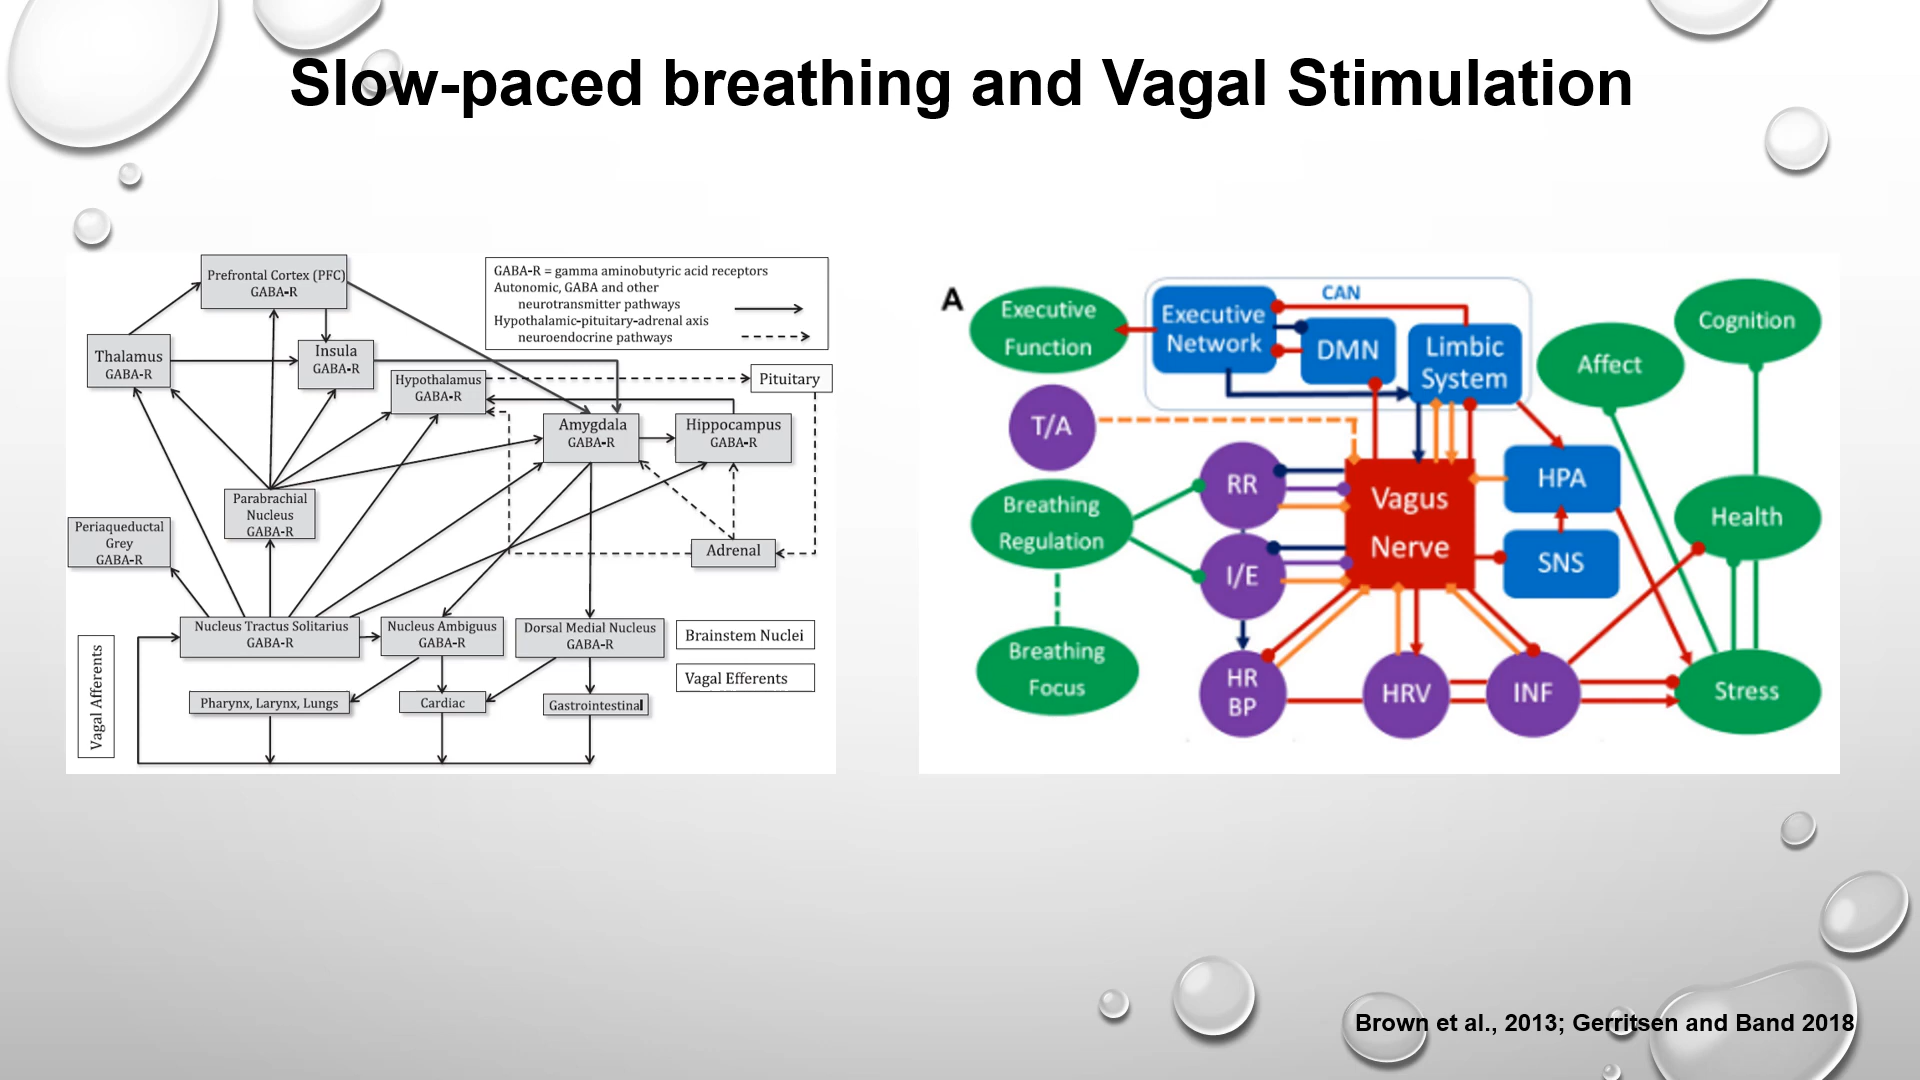 Slow-paced breathing and Vagal Stimulation
Prefrontal Cortex (PFC)
GABA-R
GABA-R = gamma aminobutyric acid receptors
Autonomic, GABA and other
neurotransmitter pathways
Hypothalamic-pituitary-adrenal axis
neuroendocrine pathways
Thalamus
GABA-R
Insula
GABA-R
Hypothalamus
GABA-R
Pituitary
Amygdala
GABA-R
Hippocampus
GABA-R
Parabrachial
Nucleus
GABA-R
Periaqueductal
Grey
GABA-R
Adrenal
Nucleus Tractus Solitarius
GABA-R
Nucleus Ambiguus
GABA-R
Dorsal Medial Nucleus
GABA-R
Brainstem Nuclei
Vagal Efferents
Vagal Afferents
Pharynx, Larynx, Lungs
Cardiac
Gastrointestinal
A
Executive
Function
CAN
Executive
Network
DMN
Limbic
System
Affect
Cognition
T/A
RR
Vagus
Nerve
HPA
Health
Breathing
Regulation
I/E
SNS
Breathing
Focus
HR
BP
HRV
INF
Stress
Brown et al., 2013; Gerritsen and Band 2018